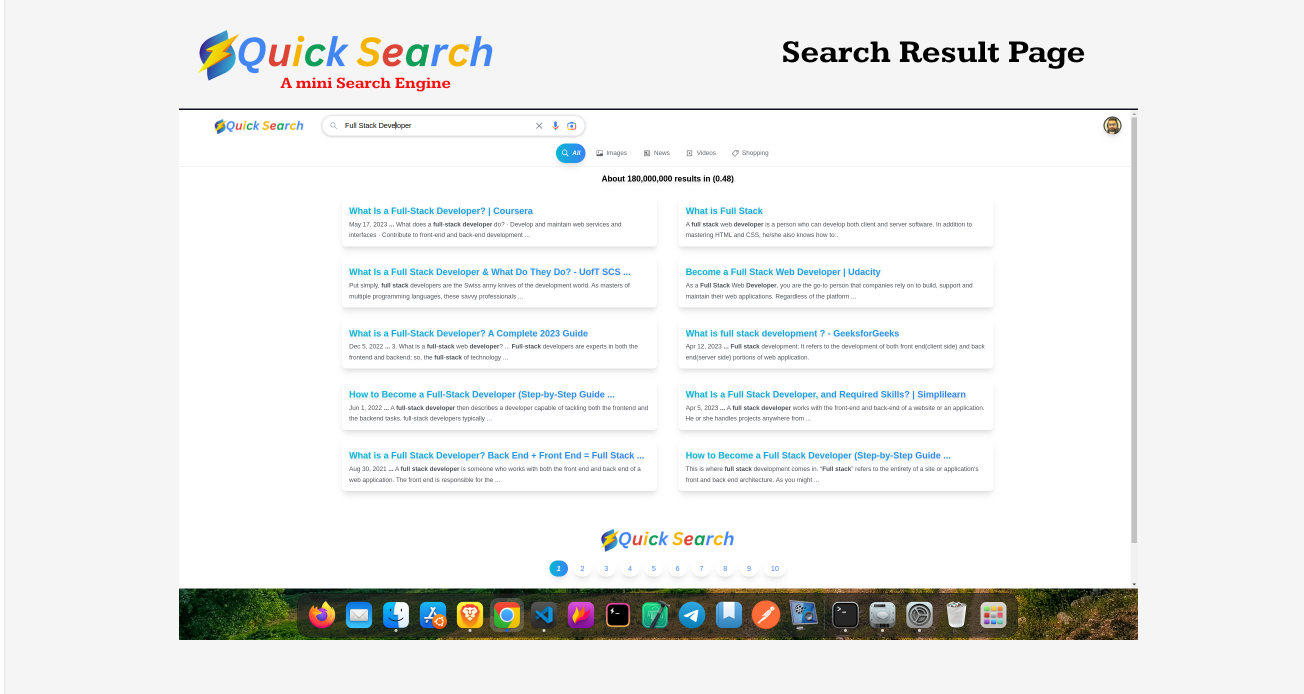 Quick Search
A mini Search Engine
Search Result Page
Quick Search
Full Stack Developer
All
Images
News
Videos
Shopping
About 180,000,000 results in (0.48)
What Is a Full-Stack Developer? | Coursera
May 17, 2023 ... What does a full-stack developer do? · Develop and maintain web services and
interfaces · Contribute to front-end and back-end development ...
What is Full Stack
A full stack web developer is a person who can develop both client and server software. In addition to
mastering HTML and CSS, he/she also knows how to:.
What Is a Full Stack Developer & What Do They Do? - UofT SCS ...
Put simply, full stack developers are the Swiss army knives of the development world. As masters of
multiple programming languages, these savvy professionals ...
Become a Full Stack Web Developer | Udacity
As a Full Stack Web Developer, you are the go-to person that companies rely on to build, support and
maintain their web applications. Regardless of the platform ...
What is a Full-Stack Developer? A Complete 2023 Guide
Dec 5, 2022 ... 3. What is a full-stack web developer? ... Full-stack developers are experts in both the
frontend and backend: so, the full-stack of technology ...
What is full stack development ? - GeeksforGeeks
Apr 12, 2023 ... Full stack development: It refers to the development of both front end(client side) and back
end(server side) portions of web application.
How to Become a Full-Stack Developer (Step-by-Step Guide ...
Jun 1, 2022 ... A full-stack developer then describes a developer capable of tackling both the frontend and
the backend tasks. full-stack developers typically ...
What Is a Full Stack Developer, and Required Skills? | Simplilearn
Apr 5, 2023 ... A full stack developer works with the front-end and back-end of a website or an application.
He or she handles projects anywhere from ...
What is a Full Stack Developer? Back End + Front End = Full Stack ...
Aug 30, 2021 ... A full stack developer is someone who works with both the front end and back end of a
web application. The front end is responsible for the ...
How to Become a Full Stack Developer (Step-by-Step Guide ...
This is where full stack development comes in. "Full stack" refers to the entirety of a site or application's
front and back end architecture. As you might ...
Quick Search
1 2 3 4 5 6 7 8 9 10